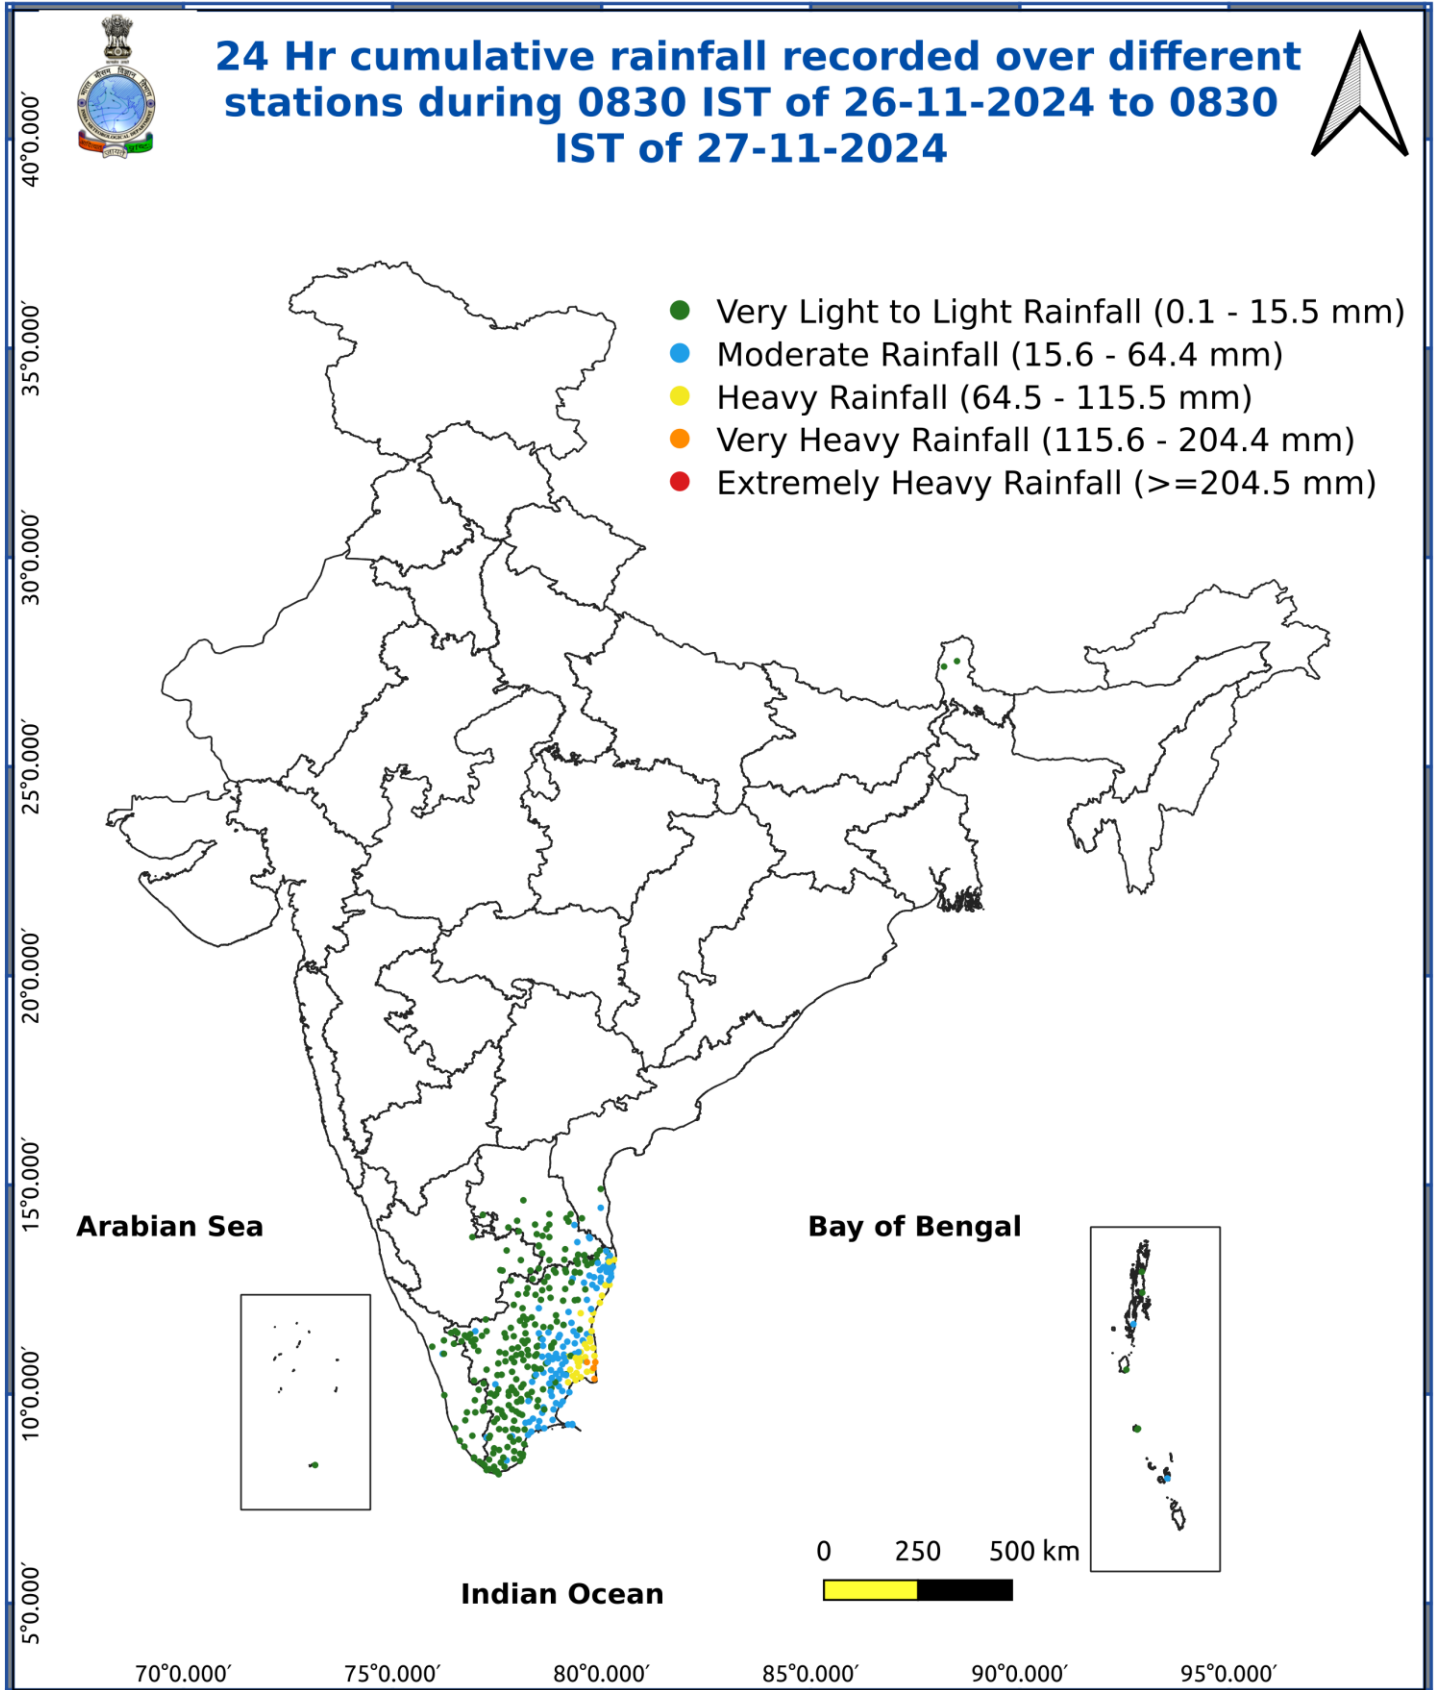 24 Hr cumulative rainfall recorded over different
stations during 0830 IST of 26-11-2024 to 0830
IST of 27-11-2024
Very Light to Light Rainfall (0.1 - 15.5 mm)
Moderate Rainfall (15.6 - 64.4 mm)
Heavy Rainfall (64.5 - 115.5 mm)
Very Heavy Rainfall (115.6 - 204.4 mm)
Extremely Heavy Rainfall (>=204.5 mm)
40°0.000′
35°0.000′
30°0.000′
25°0.000′
20°0.000′
15°0.000′
10°0.000′
5°0.000′
Arabian Sea
Bay of Bengal
Indian Ocean
0 250 500 km
70°0.000′ 75°0.000′ 80°0.000′ 85°0.000′ 90°0.000′ 95°0.000′